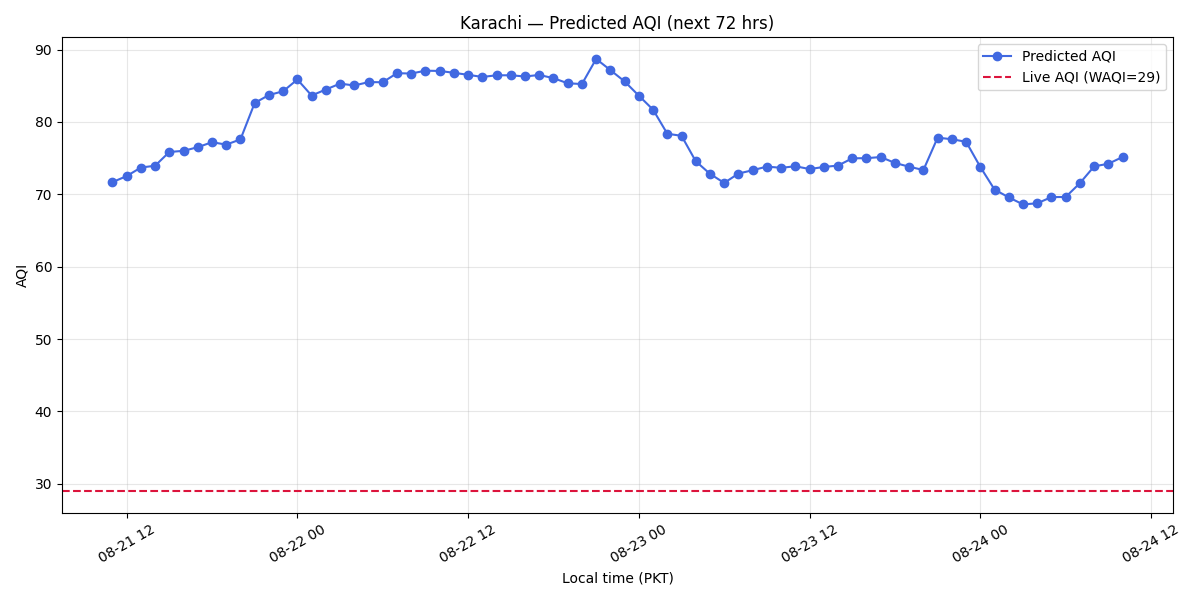 Karachi — Predicted AQI (next 72 hrs)
Predicted AQI
Live AQI (WAQI=29)
AQI
90
80
70
60
50
40
30
08-21 12
08-22 00
08-22 12
08-23 00
08-23 12
08-24 00
08-24 12
Local time (PKT)